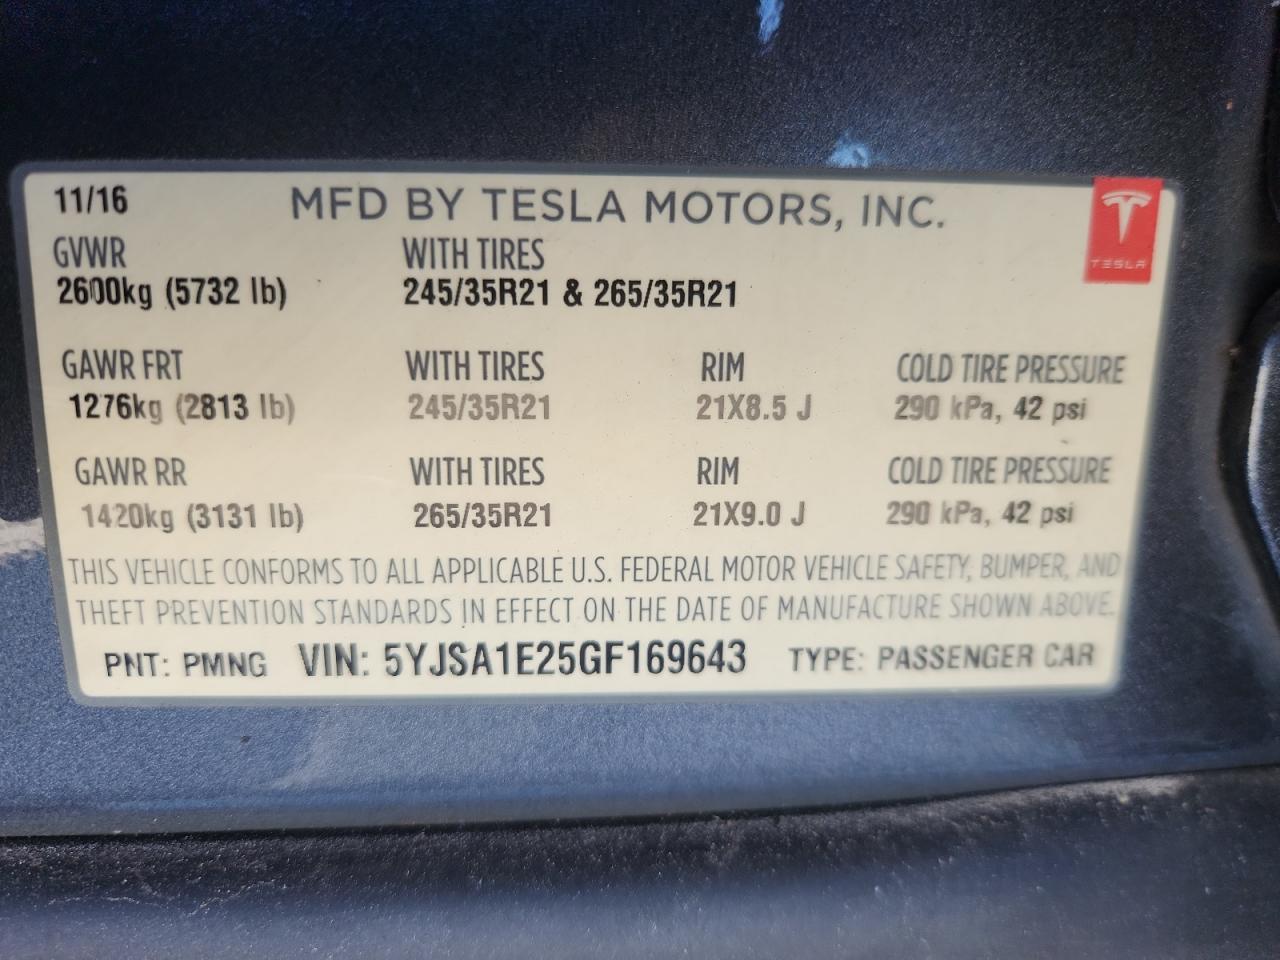 11/16 MFD BY TESLA MOTORS, INC.
TESLA
GVWR WITH TIRES
2600kg (5732 lb) 245/35R21 & 265/35R21
GAWR FRT WITH TIRES RIM COLD TIRE PRESSURE
1276kg (2813 lb) 245/35R21 21X8.5 J 290 kPa, 42 psi
GAWR RR WITH TIRES RIM COLD TIRE PRESSURE
1420kg (3131 lb) 265/35R21 21X9.0 J 290 kPa, 42 psi
THIS VEHICLE CONFORMS TO ALL APPLICABLE U.S. FEDERAL MOTOR VEHICLE SAFETY, BUMPER, AND
THEFT PREVENTION STANDARDS IN EFFECT ON THE DATE OF MANUFACTURE SHOWN ABOVE.
PNT: PMNG VIN: 5YJSA1E25GF169643 TYPE: PASSENGER CAR